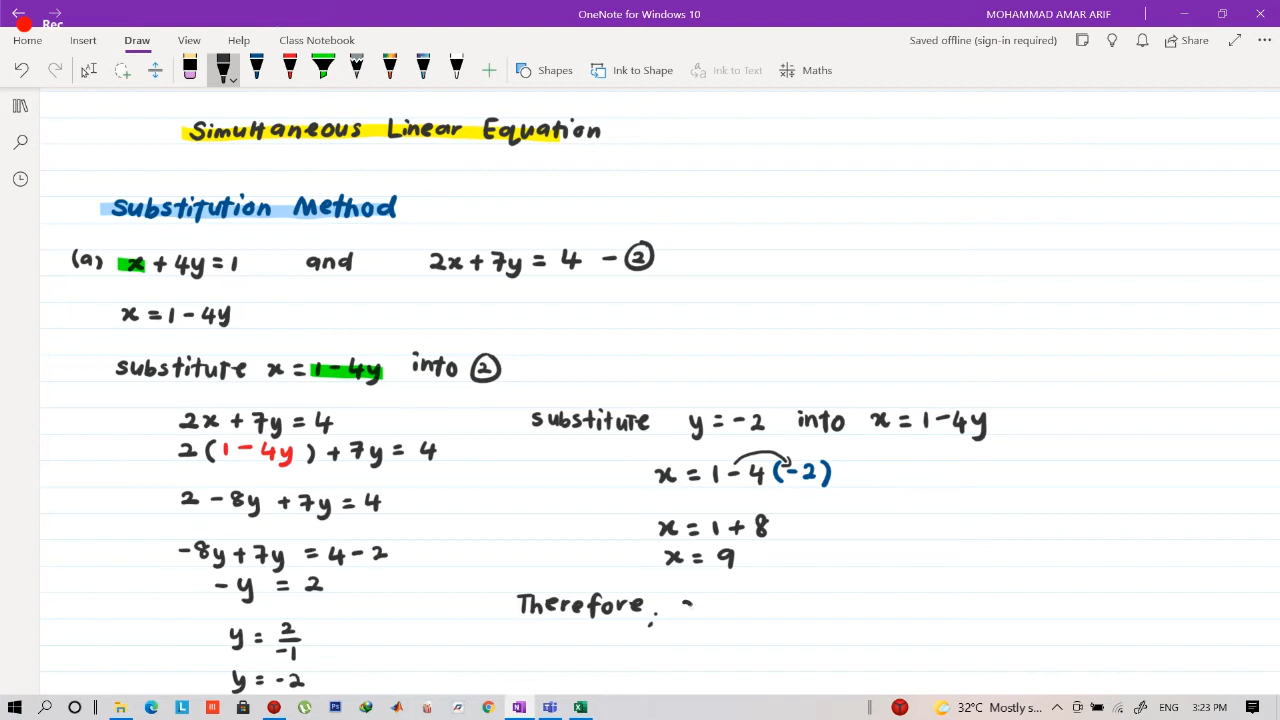 OneNote for Windows 10
MOHAMMAD AMAR ARIF
Rec
Home Insert Draw View Help Class Notebook
Saved offline (sign-in required) Share
Shapes Ink to Shape Ink to Text Maths
Simultaneous Linear Equation
Substitution Method
(a) x + 4y = 1 and 2x + 7y = 4 - ②
x = 1 - 4y
substitute x = 1 - 4y into ②
2x + 7y = 4
2 ( 1 - 4y ) + 7y = 4
2 - 8y + 7y = 4
-8y + 7y = 4 - 2
- y = 2
y = 2/-1
y = -2
substitute y = -2 into x = 1 - 4y
x = 1 - 4 (-2)
x = 1 + 8
x = 9
Therefore,
32°C Mostly s... ENG 3:23 PM